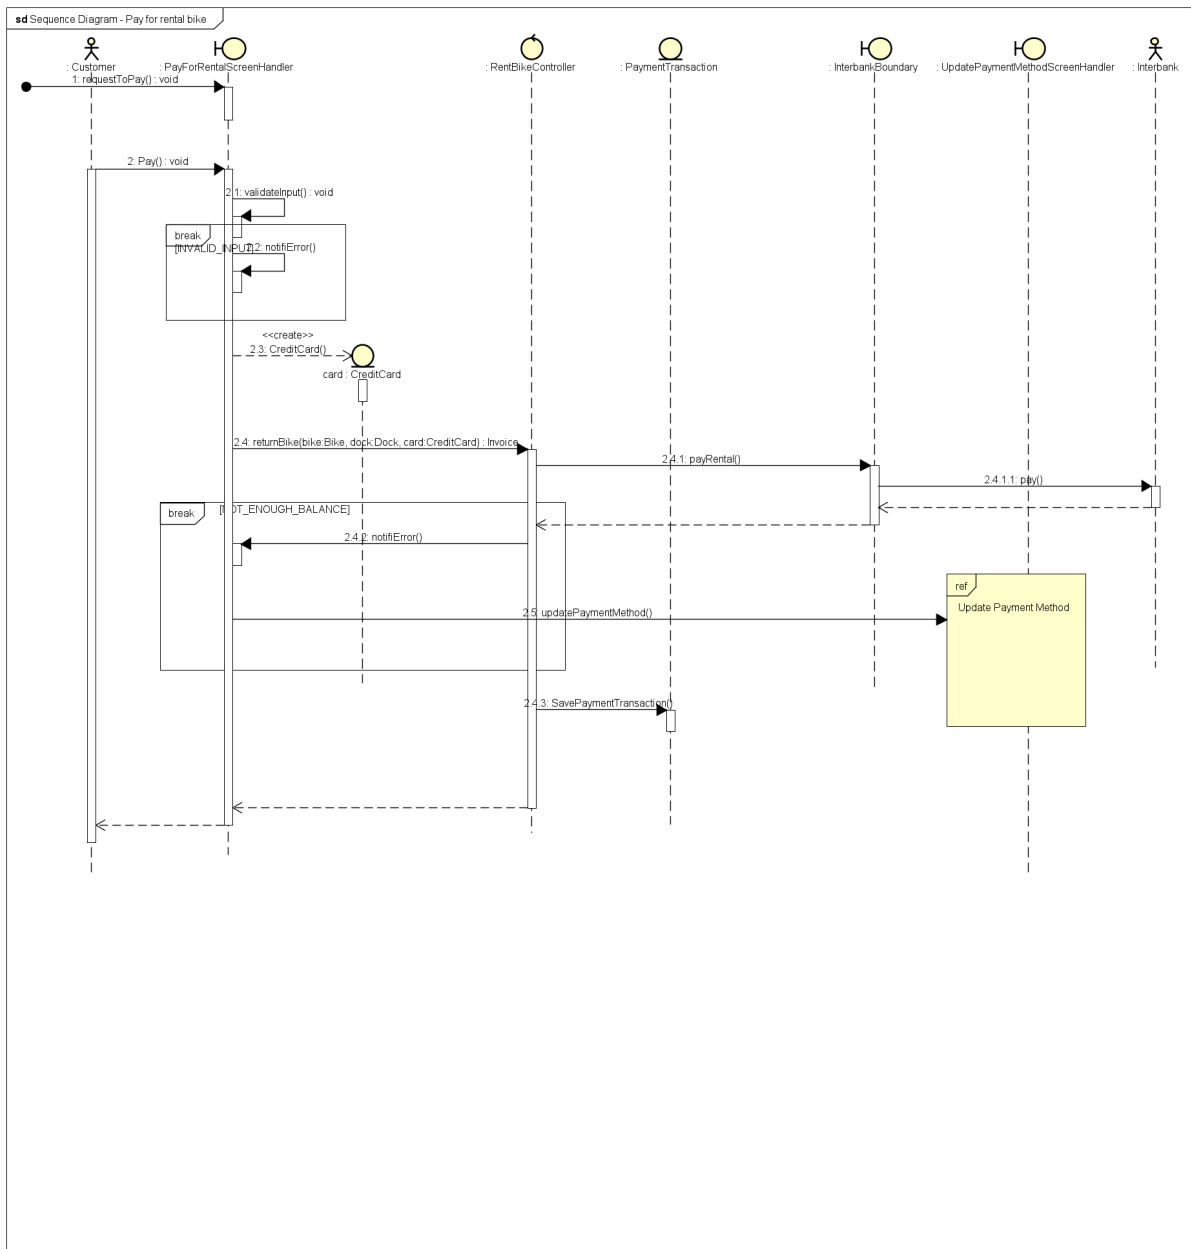 sd Sequence Diagram - Pay for rental bike
: Customer
: PayForRentalScreenHandler
: RentBikeController
: PaymentTransaction
: InterbankBoundary
: UpdatePaymentMethodScreenHandler
: Interbank
1: requestToPay() : void
2: Pay() : void
2.1: validateInput() : void
break
[INVALID_INPUT]
2.2: notifiError()
<<create>>
2.3: CreditCard()
card : CreditCard
2.4: returnBike(bike:Bike, dock:Dock, card:CreditCard) : Invoice
2.4.1: payRental()
2.4.1.1: pay()
break
[NOT_ENOUGH_BALANCE]
2.4.2: notifiError()
ref
Update Payment Method
2.5: updatePaymentMethod()
2.4.3: SavePaymentTransaction()